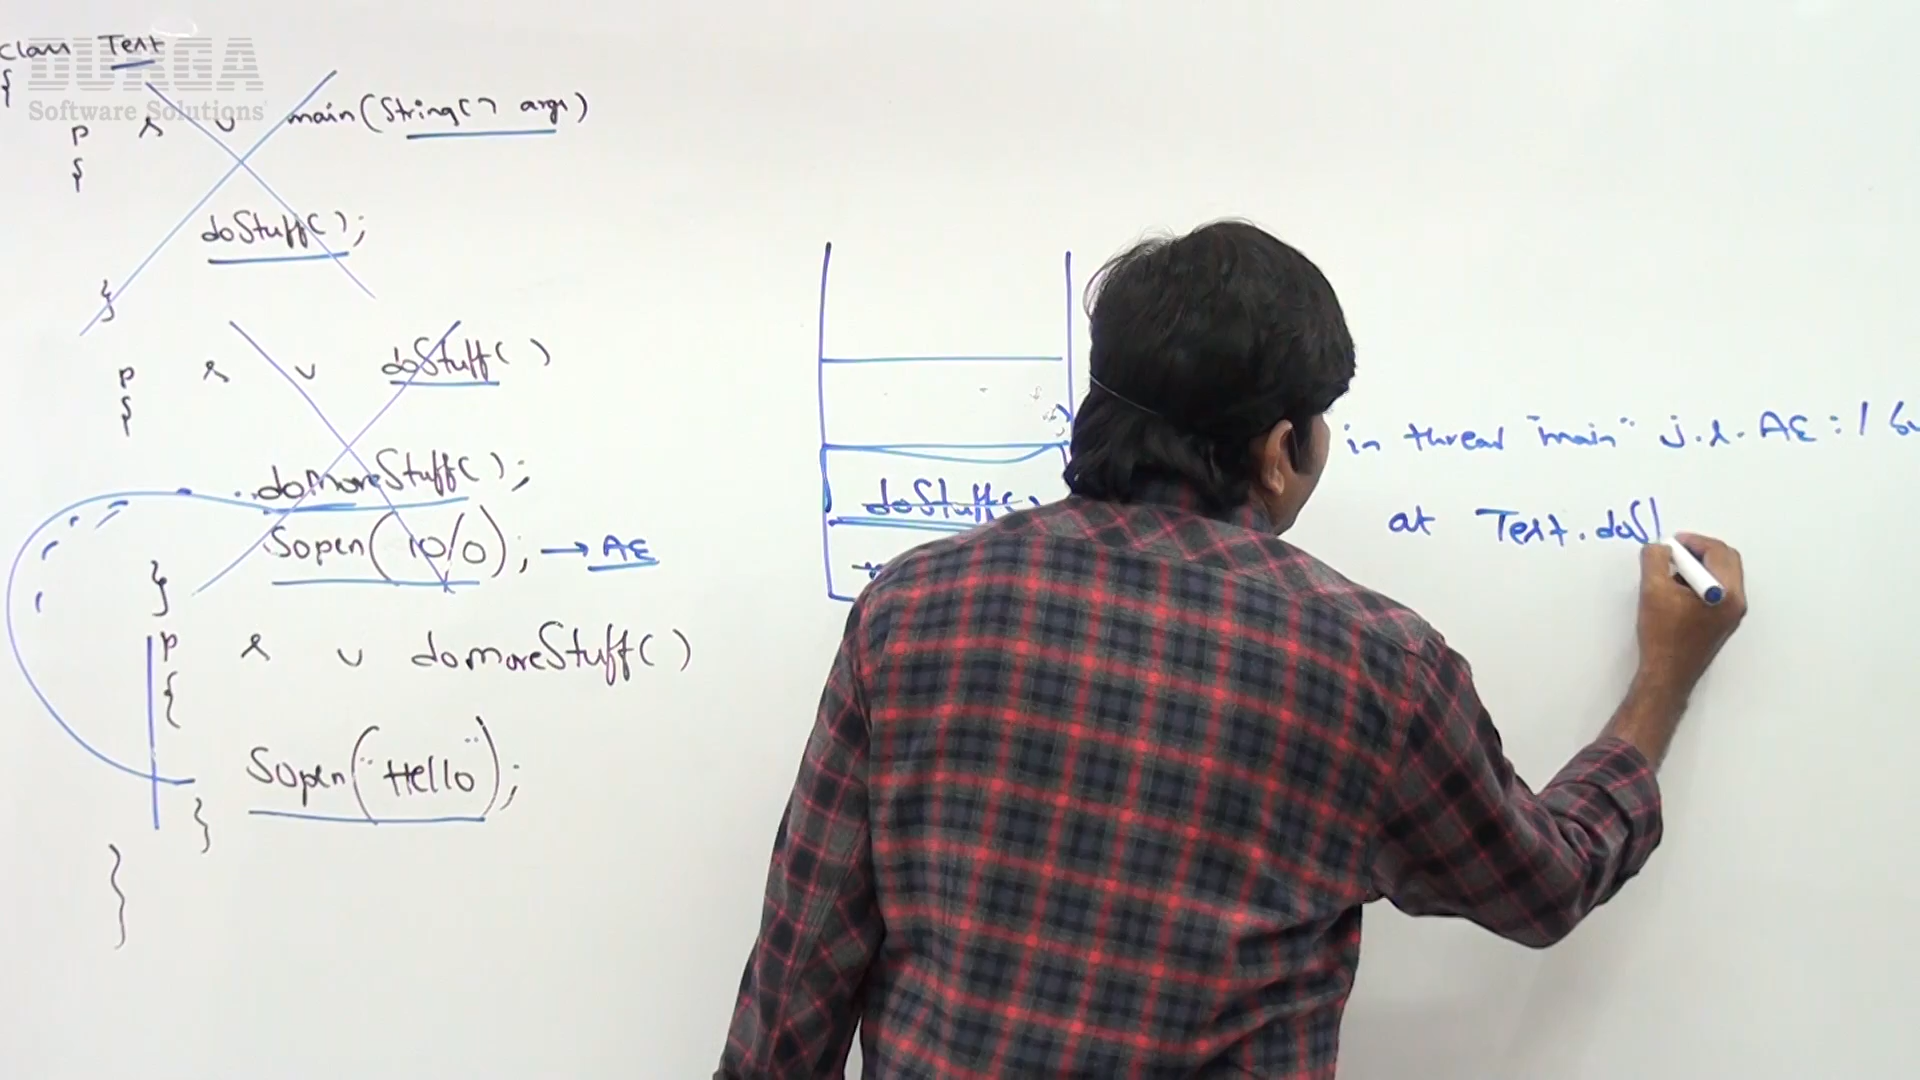 class Test
{
DURGA
Software Solutions
p s v main(String[] args)
{
doStuff();
}
p s v doStuff()
{
domoreStuff();
Sopln(10/0); → AE
}
p s v domoreStuff()
{
Sopln("Hello");
}
}
doStuff()
in thread "main" j.l.AE:/ by
at Test.doSt